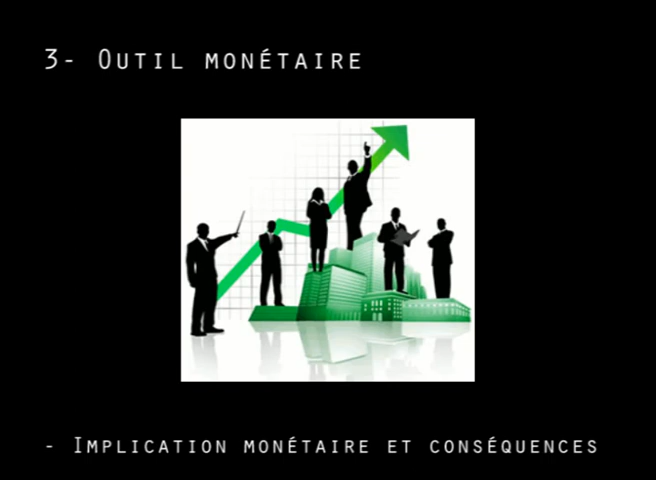 3- Outil monétaire
- Implication monétaire et conséquences